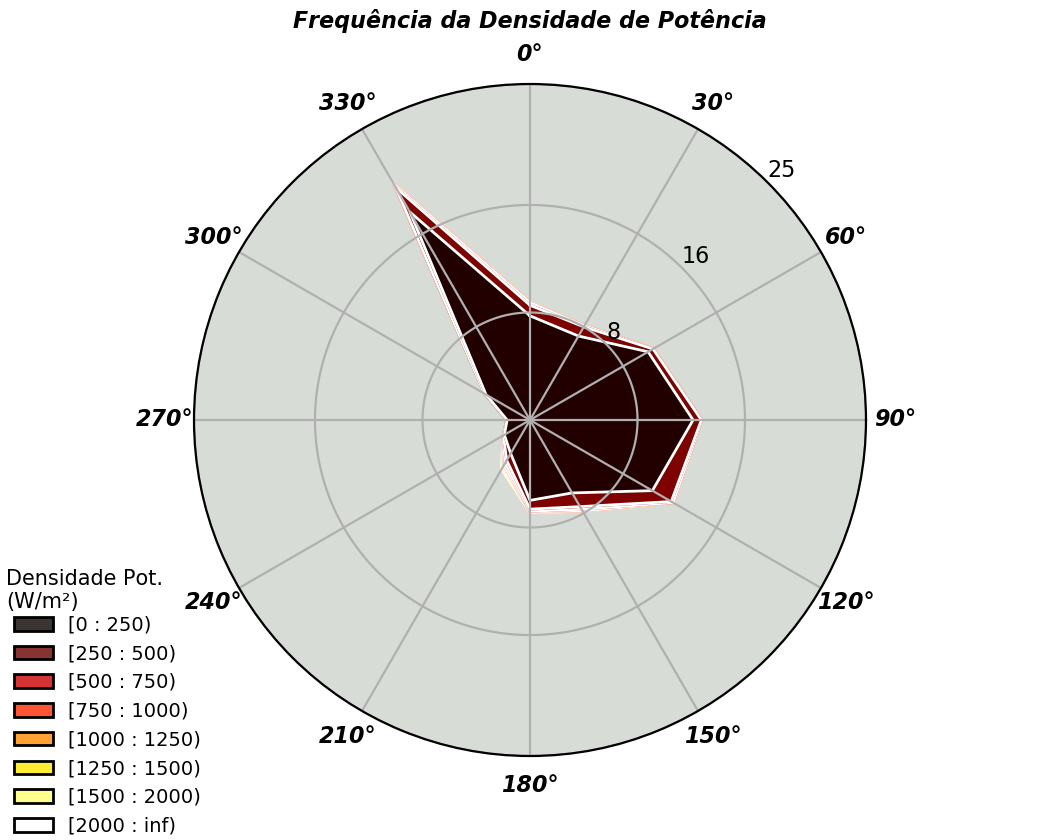 Frequência da Densidade de Potência
0°
330°
30°
25
300°
60°
16
8
270°
90°
240°
120°
210°
150°
180°
Densidade Pot.
(W/m²)
[0 : 250)
[250 : 500)
[500 : 750)
[750 : 1000)
[1000 : 1250)
[1250 : 1500)
[1500 : 2000)
[2000 : inf)